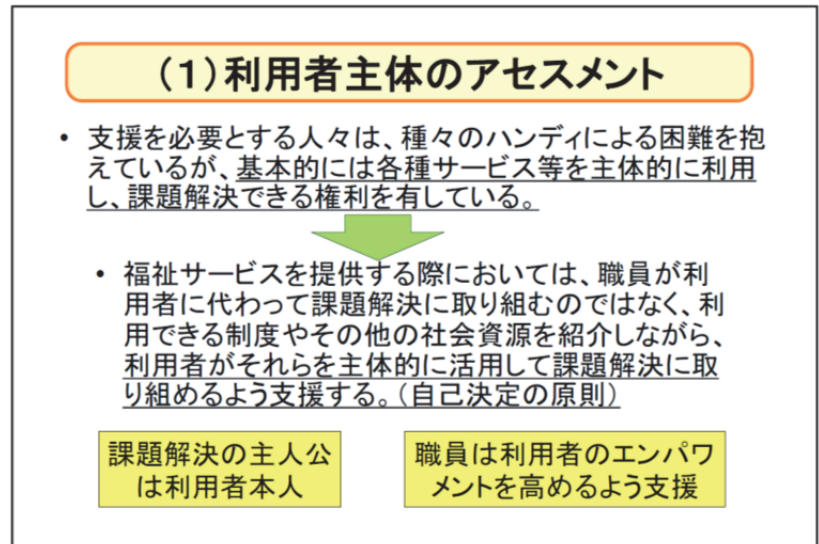 （１）利用者主体のアセスメント
• 支援を必要とする人々は、種々のハンディによる困難を抱
えているが、基本的には各種サービス等を主体的に利用
し、課題解決できる権利を有している。
• 福祉サービスを提供する際においては、職員が利
用者に代わって課題解決に取り組むのではなく、利
用できる制度やその他の社会資源を紹介しながら、
利用者がそれらを主体的に活用して課題解決に取
り組めるよう支援する。（自己決定の原則）
課題解決の主人公
は利用者本人
職員は利用者のエンパワ
メントを高めるよう支援